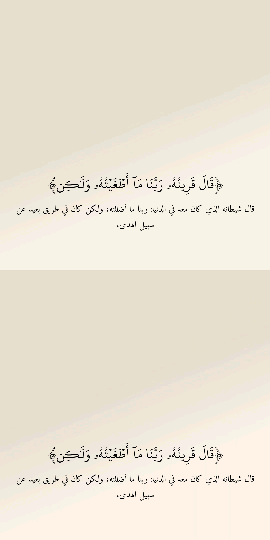 ﴿قَالَ قَرِينُهُۥ رَبَّنَا مَآ أَطۡغَيۡتُهُۥ وَلَٰكِن﴾
قال شيطانه الذي كان معه في الدنيا: ربنا ما أضللته، ولكن كان في طريق بعيد عن
سبيل الهدى.
﴿قَالَ قَرِينُهُۥ رَبَّنَا مَآ أَطۡغَيۡتُهُۥ وَلَٰكِن﴾
قال شيطانه الذي كان معه في الدنيا: ربنا ما أضللته، ولكن كان في طريق بعيد عن
سبيل الهدى.